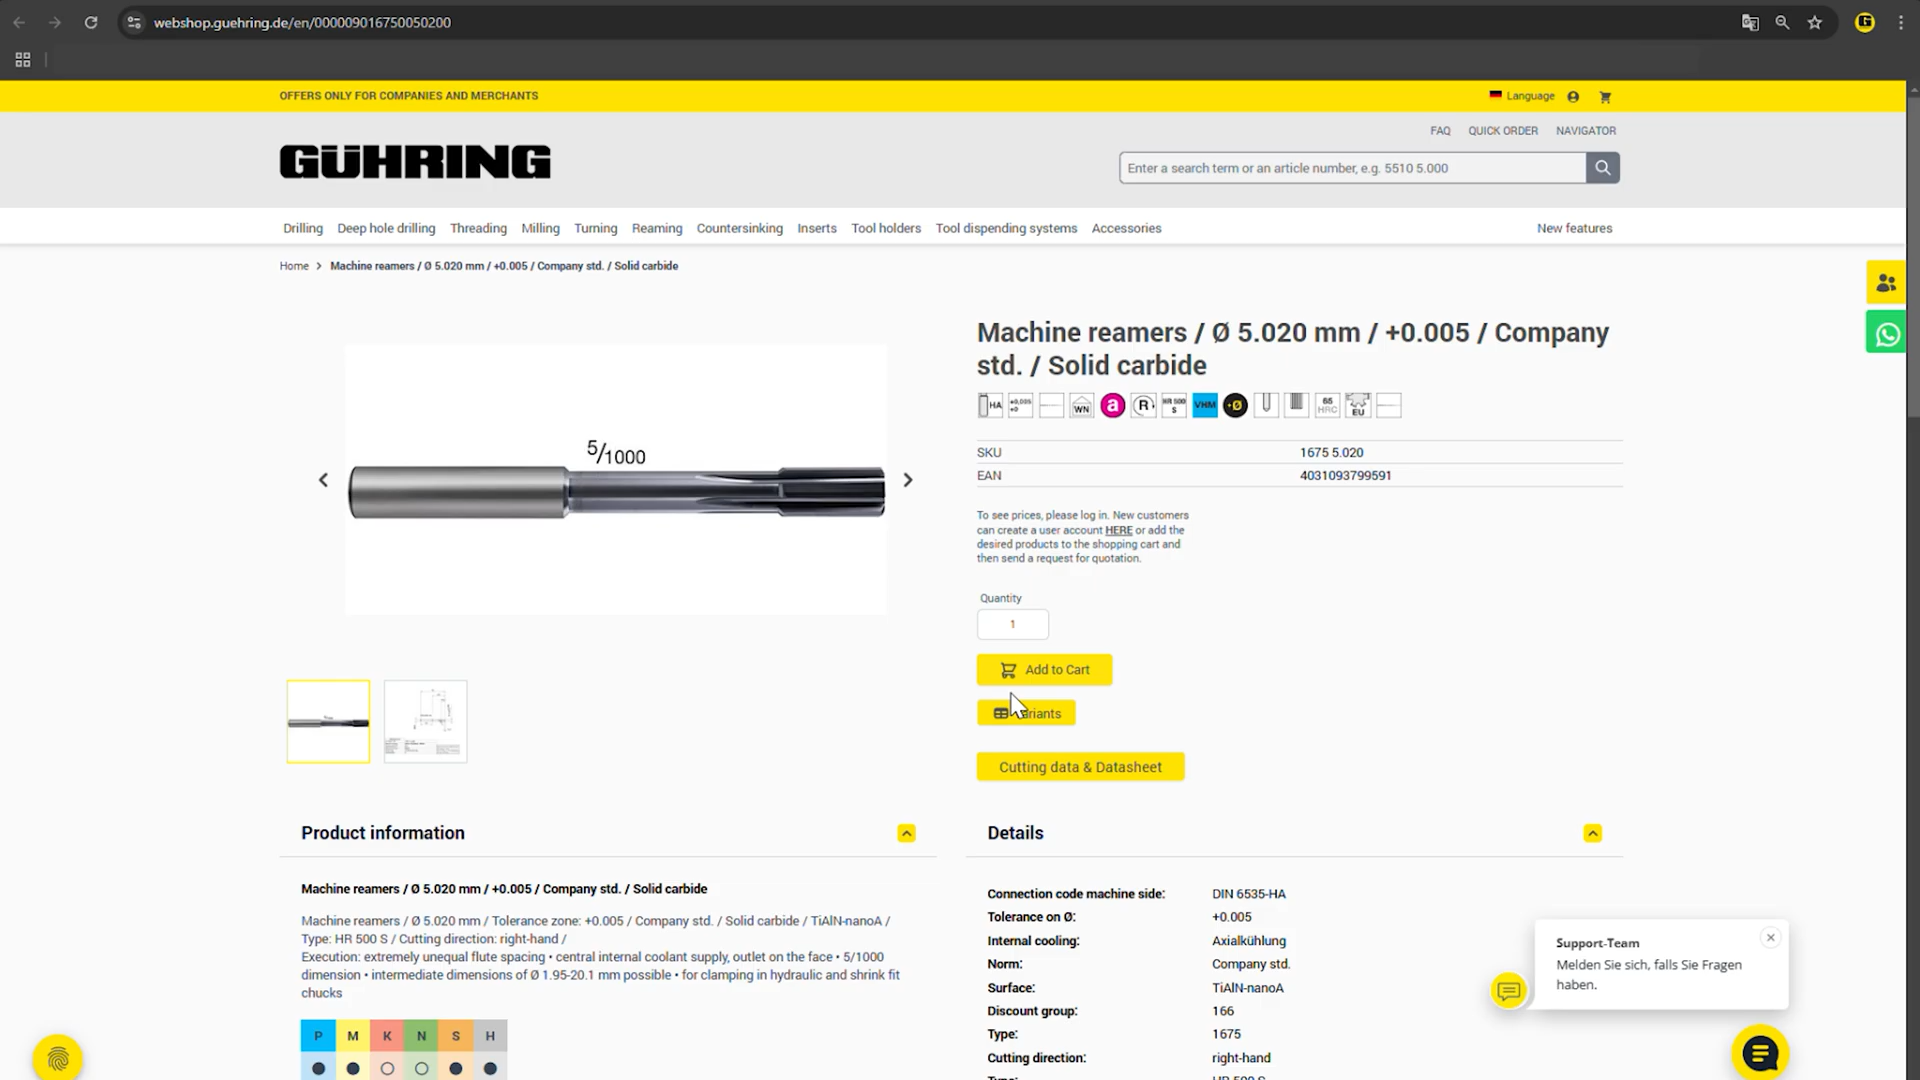 webshop.guehring.de/en/000009016750050200
OFFERS ONLY FOR COMPANIES AND MERCHANTS
Language
FAQ QUICK ORDER NAVIGATOR
GÜHRING
Enter a search term or an article number, e.g. 5510 5.000
Drilling Deep hole drilling Threading Milling Turning Reaming Countersinking Inserts Tool holders Tool dispensing systems Accessories New features
Home > Machine reamers / Ø 5.020 mm / +0.005 / Company std. / Solid carbide
Machine reamers / Ø 5.020 mm / +0.005 / Company
std. / Solid carbide
HA +0,005 +0 WN a R HR 500 S VHM +Ø 65 HRC EU
SKU 1675 5.020
EAN 4031093799591
5/1000
To see prices, please log in. New customers
can create a user account HERE or add the
desired products to the shopping cart and
then send a request for quotation.
Quantity
1
Add to Cart
riants
Cutting data & Datasheet
Product information
Machine reamers / Ø 5.020 mm / +0.005 / Company std. / Solid carbide
Machine reamers / Ø 5.020 mm / Tolerance zone: +0.005 / Company std. / Solid carbide / TiAlN-nanoA /
Type: HR 500 S / Cutting direction: right-hand /
Execution: extremely unequal flute spacing • central internal coolant supply, outlet on the face • 5/1000
dimension • intermediate dimensions of Ø 1.95-20.1 mm possible • for clamping in hydraulic and shrink fit
chucks
P M K N S H
Details
Connection code machine side: DIN 6535-HA
Tolerance on Ø: +0.005
Internal cooling: Axialkühlung
Norm: Company std.
Surface: TiAlN-nanoA
Discount group: 166
Type: 1675
Cutting direction: right-hand
Type: HR 500 S
Support-Team
Melden Sie sich, falls Sie Fragen
haben.